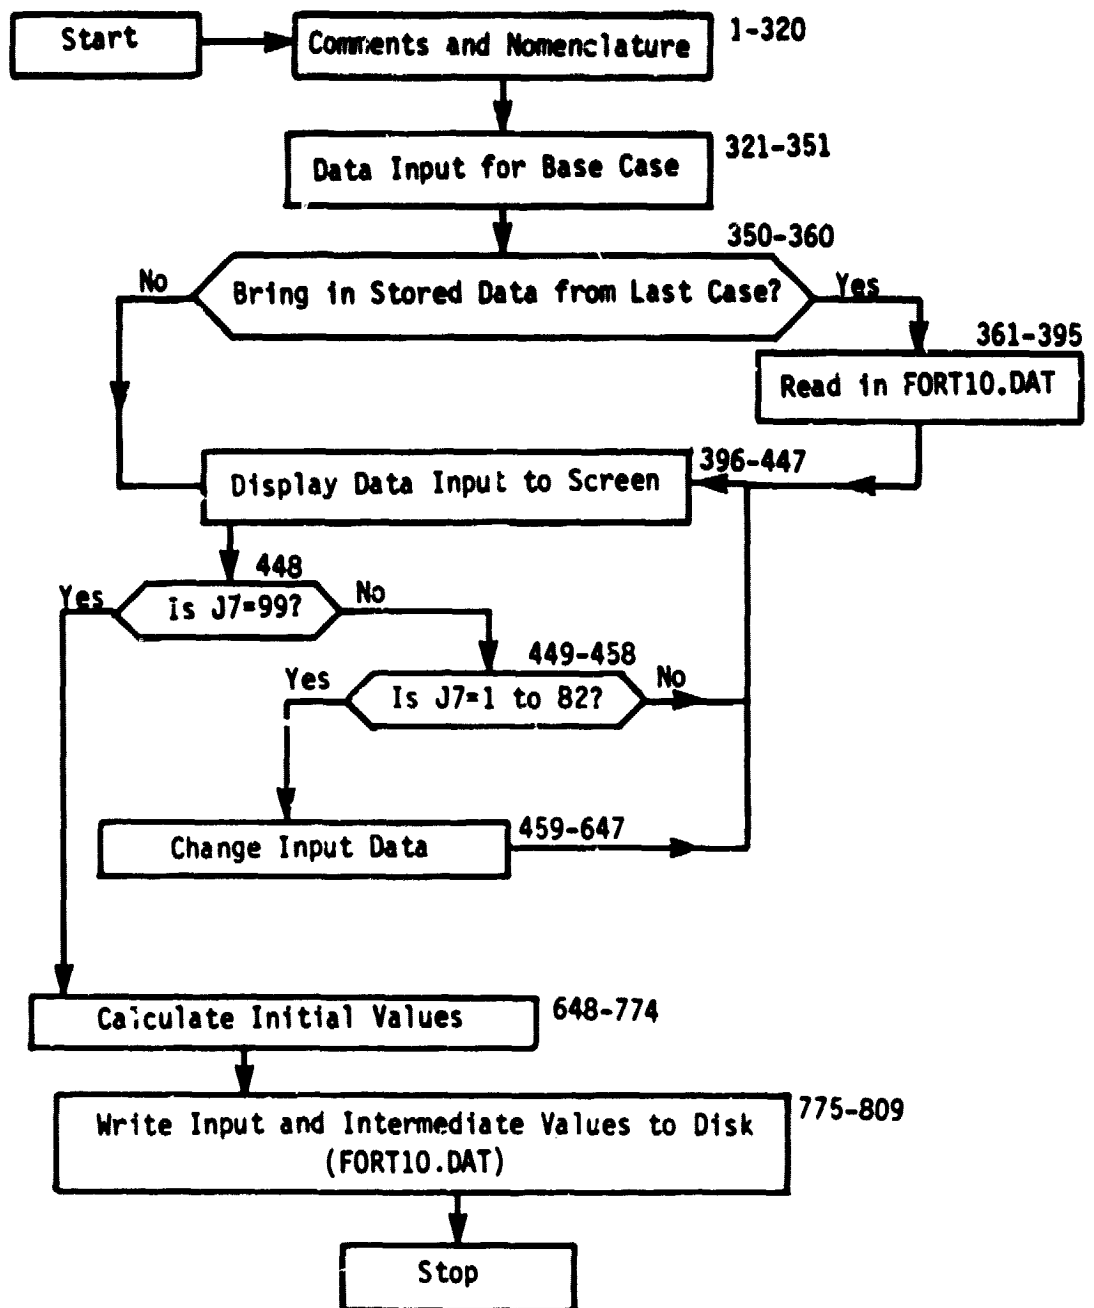 Start
Comments and Nomenclature
1-320
Data Input for Base Case
321-351
350-360
Bring in Stored Data from Last Case?
No
Yes
361-395
Read in FORT10.DAT
396-447
Display Data Input to Screen
448
Is J7=99?
Yes
No
449-458
Is J7=1 to 82?
Yes
No
459-647
Change Input Data
Calculate Initial Values
648-774
Write Input and Intermediate Values to Disk
(FORT10.DAT)
775-809
Stop